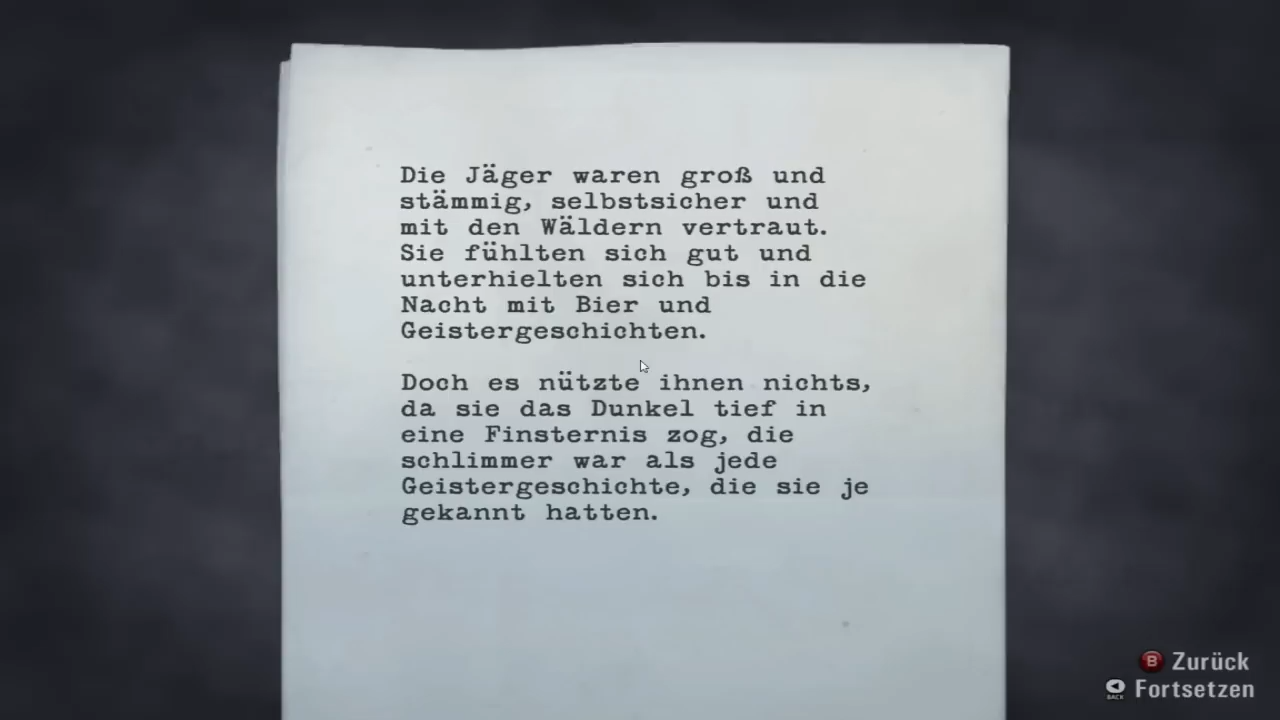 Die Jäger waren groß und
stämmig, selbstsicher und
mit den Wäldern vertraut.
Sie fühlten sich gut und
unterhielten sich bis in die
Nacht mit Bier und
Geistergeschichten.
Doch es nützte ihnen nichts,
da sie das Dunkel tief in
eine Finsternis zog, die
schlimmer war als jede
Geistergeschichte, die sie je
gekannt hatten.
B Zurück
BACK Fortsetzen